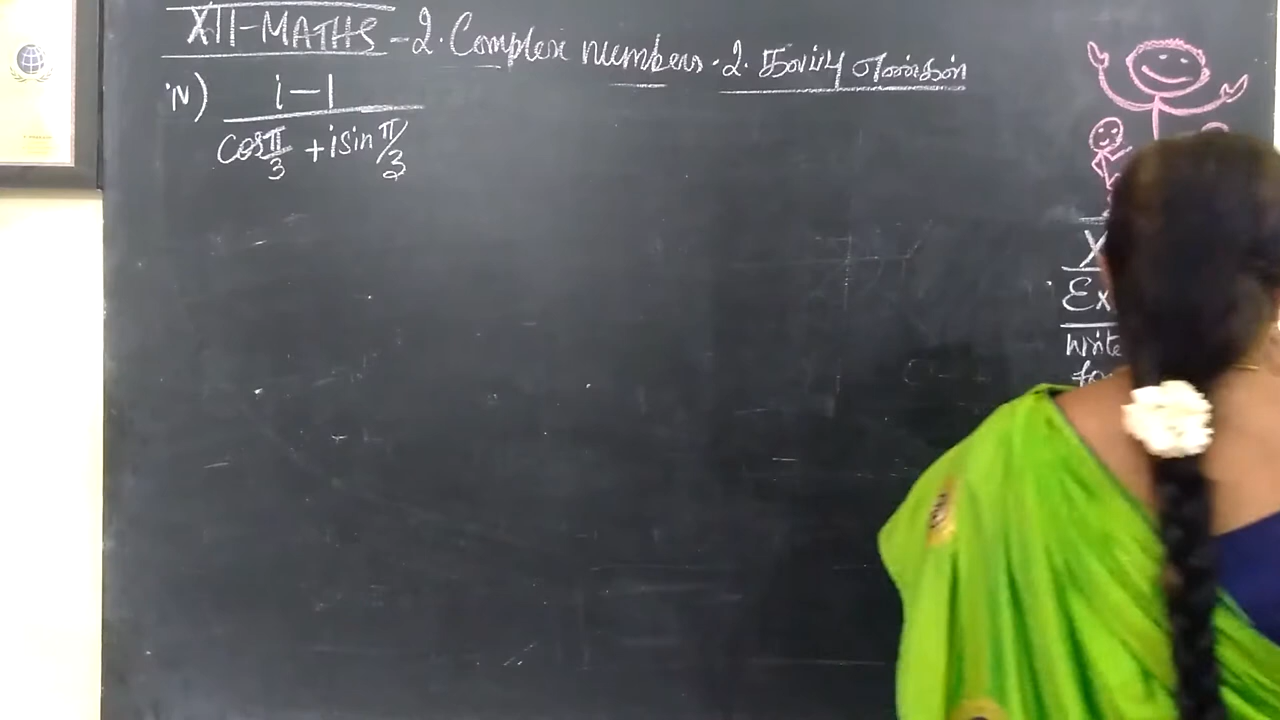 XII-MATHS - 2. Complex numbers - 2. கலப்பு எண்கள்
iv) i-1
cos π/3 + i sin π/3
Ex
write